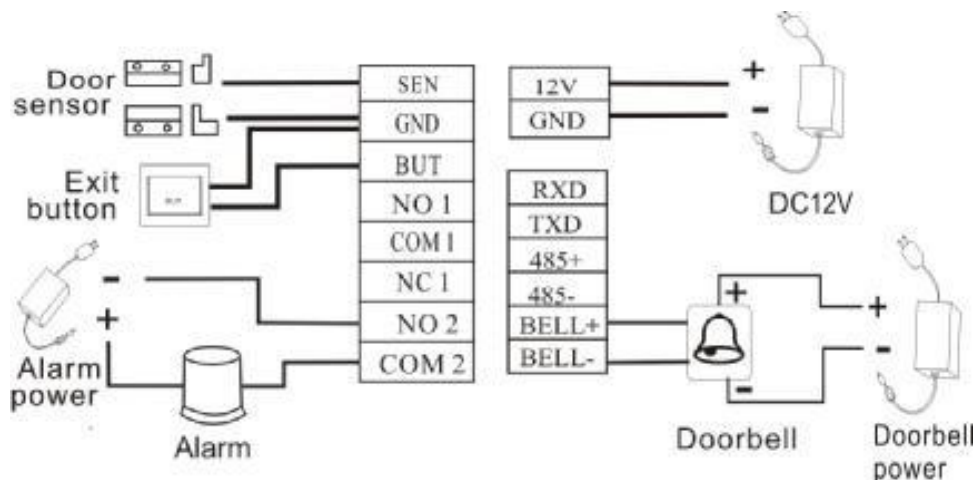 Door
sensor
Exit
button
Alarm
power
Alarm
SEN
GND
BUT
NO 1
COM 1
NC 1
NO 2
COM 2
12V
GND
RXD
TXD
485+
485-
BELL+
BELL-
+
-
DC12V
-
+
+
-
Doorbell
+
-
Doorbell
power